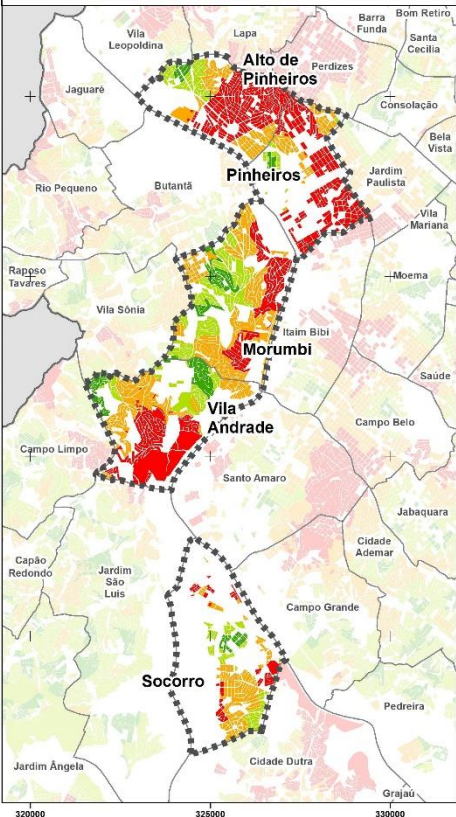 Bom Retiro
Barra
Funda
Vila
Leopoldina
Lapa
Santa
Cecilia
Alto de
Pinheiros
Perdizes
Jaguaré
Consolação
Bela
Vista
Pinheiros
Jardim
Paulista
Rio Pequeno
Butantã
Vila
Mariana
Raposo
Tavares
Moema
Vila Sônia
Itaim Bibi
Morumbi
Saúde
Vila
Andrade
Campo Belo
Campo Limpo
Santo Amaro
Jabaquara
Cidade
Ademar
Capão
Redondo
Jardim
São
Luis
Campo Grande
Socorro
Pedreira
Jardim Ângela
Cidade Dutra
Grajaú
320000
325000
330000